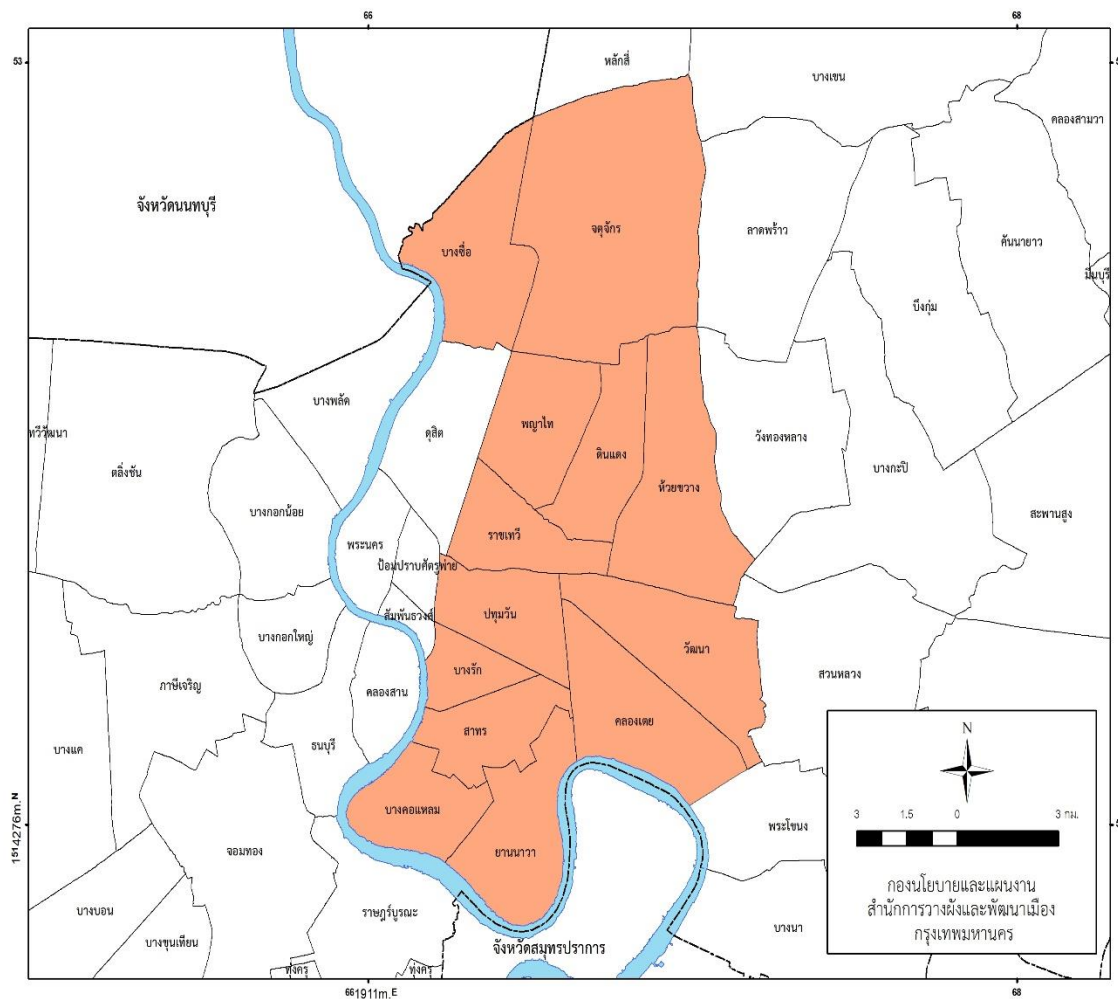 66
68
53
หลักสี่
บางเขน
คลองสามวา
จังหวัดนนทบุรี
บางซื่อ
จตุจักร
ลาดพร้าว
คันนายาว
มีนบุรี
บึงกุ่ม
บางพลัด
ดุสิต
พญาไท
ดินแดง
วังทองหลาง
ทวีวัฒนา
ตลิ่งชัน
บางกะปิ
ห้วยขวาง
บางกอกน้อย
พระนคร
ราชเทวี
สะพานสูง
ป้อมปราบศัตรูพ่าย
สัมพันธวงศ์
ปทุมวัน
บางกอกใหญ่
วัฒนา
บางรัก
สวนหลวง
ภาษีเจริญ
คลองสาน
คลองเตย
สาทร
บางแค
ธนบุรี
N
บางคอแหลม
3 1.5 0 3 กม.
พระโขนง
1514276m.N
จอมทอง
ยานนาวา
กองนโยบายและแผนงาน
สำนักการวางผังและพัฒนาเมือง
กรุงเทพมหานคร
บางบอน
ราษฎร์บูรณะ
บางนา
บางขุนเทียน
จังหวัดสมุทรปราการ
ทุ่งครุ
ทุ่งครุ
661911m.E
68